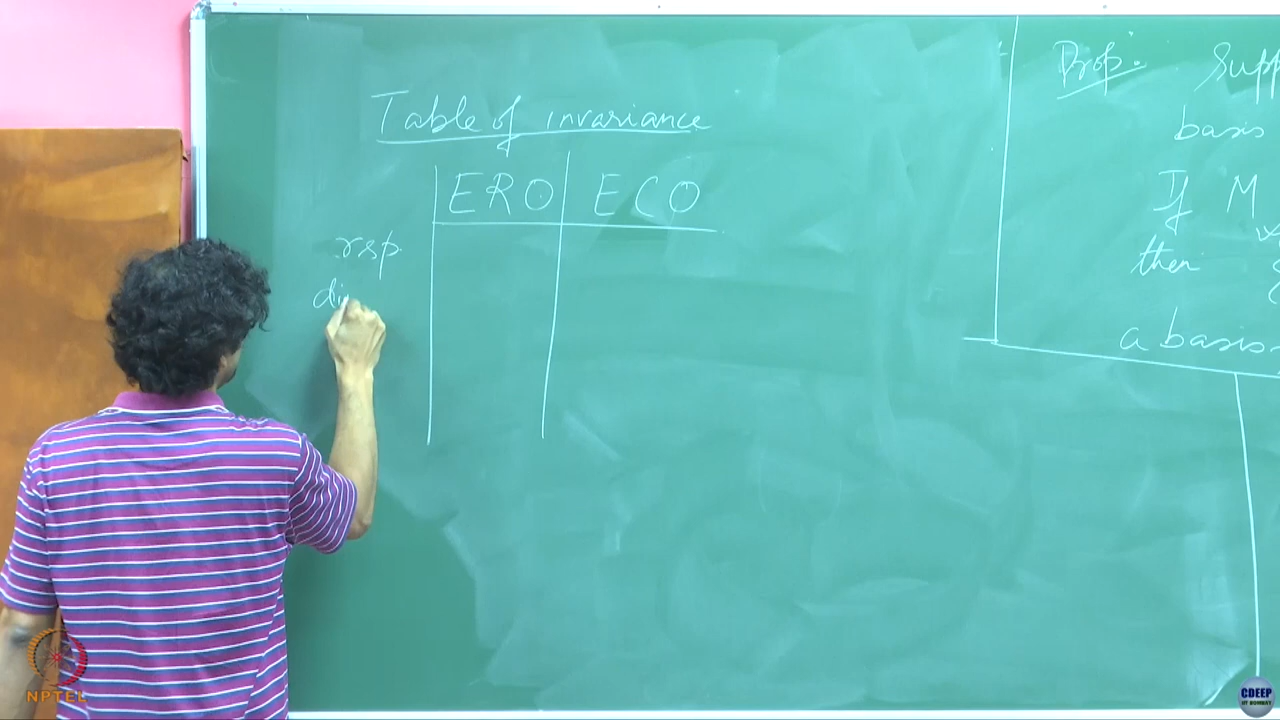 Table of invariance
ERO ECO
rsp
di
Prop: Supp
basis
If M
then
a basis
NPTEL
CDEEP
IIT BOMBAY